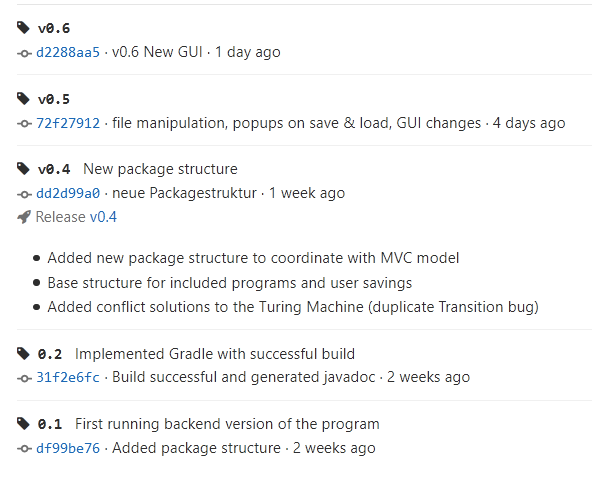 v0.6
d2288aa5 · v0.6 New GUI · 1 day ago
v0.5
72f27912 · file manipulation, popups on save & load, GUI changes · 4 days ago
v0.4 New package structure
dd2d99a0 · neue Packagestruktur · 1 week ago
Release v0.4
• Added new package structure to coordinate with MVC model
• Base structure for included programs and user savings
• Added conflict solutions to the Turing Machine (duplicate Transition bug)
0.2 Implemented Gradle with successful build
31f2e6fc · Build successful and generated javadoc · 2 weeks ago
0.1 First running backend version of the program
df99be76 · Added package structure · 2 weeks ago